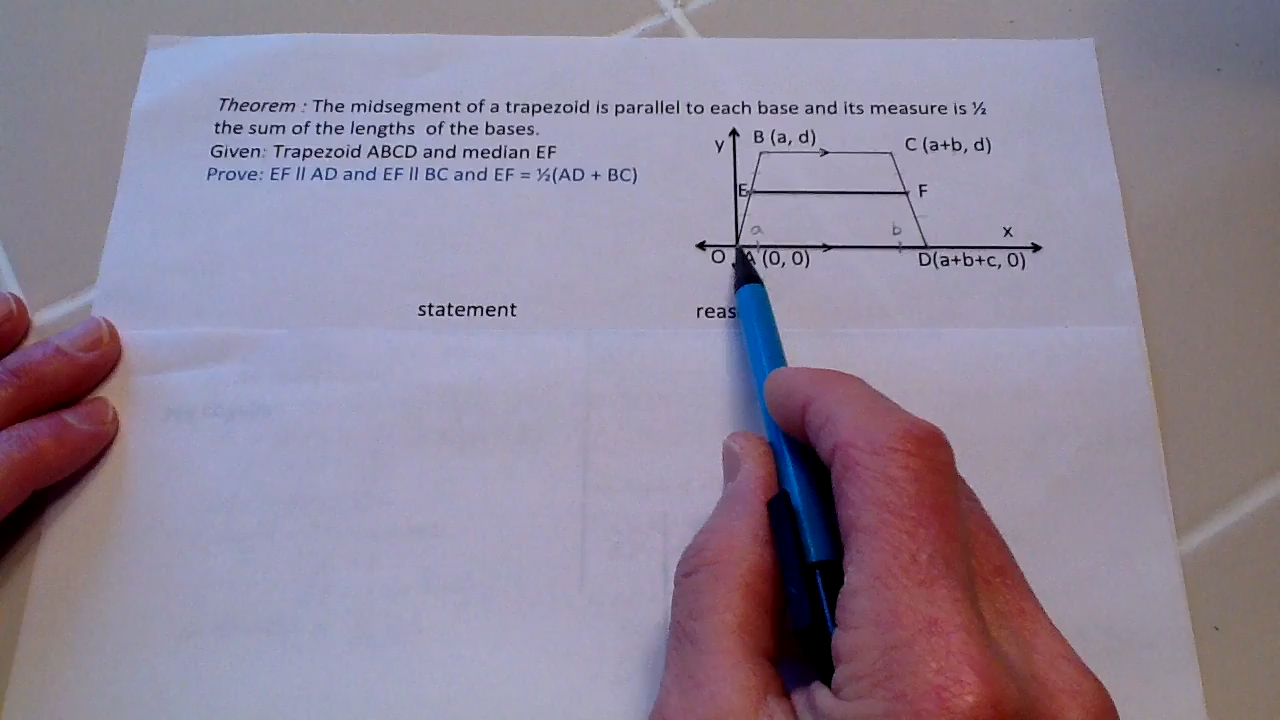 Theorem : The midsegment of a trapezoid is parallel to each base and its measure is ½
the sum of the lengths of the bases.
Given: Trapezoid ABCD and median EF
Prove: EF ll AD and EF ll BC and EF = ½(AD + BC)
y
B (a, d)
C (a+b, d)
E
F
a
b
x
O
A (0, 0)
D(a+b+c, 0)
statement